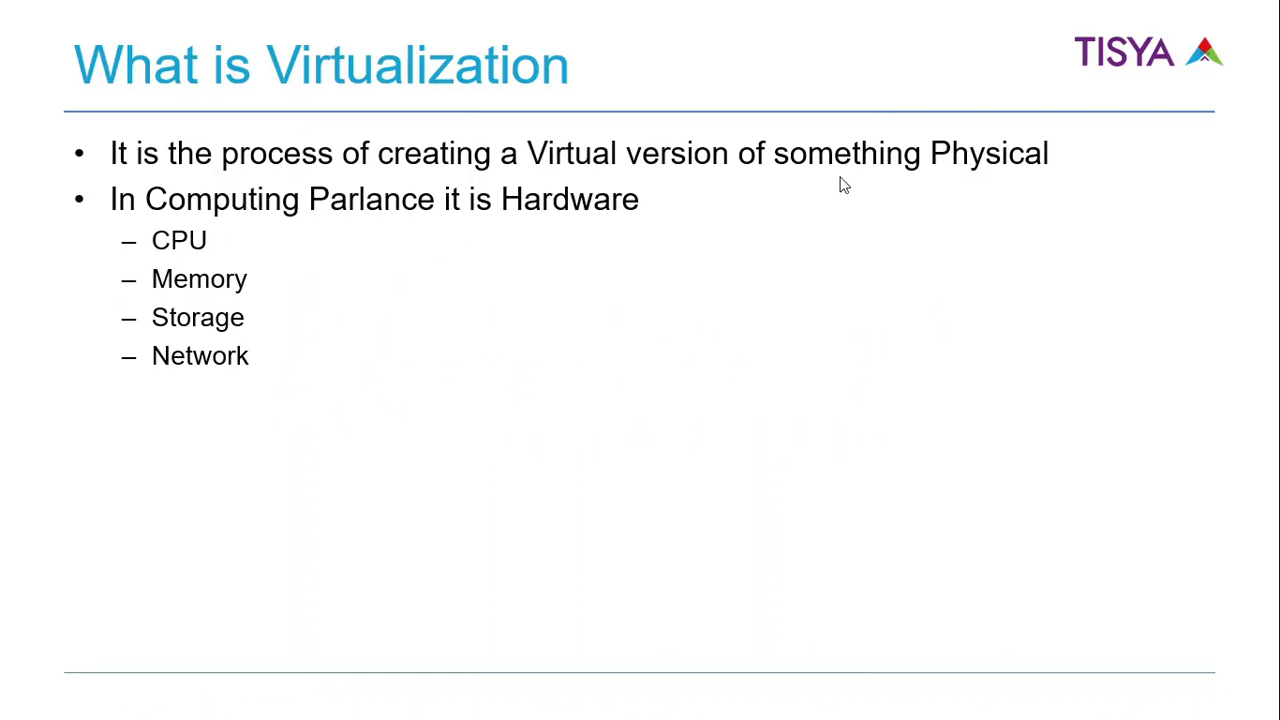 What is Virtualization
TISYA
• It is the process of creating a Virtual version of something Physical
• In Computing Parlance it is Hardware
– CPU
– Memory
– Storage
– Network